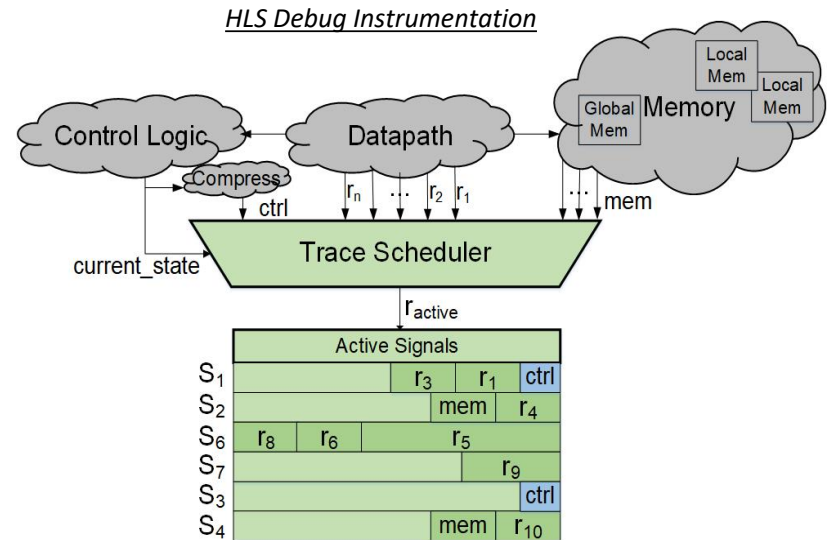 HLS Debug Instrumentation
Control Logic
Datapath
Memory
Global
Mem
Local
Mem
Local
Mem
Compress
ctrl
rn ... r2 r1
... mem
current_state
Trace Scheduler
ractive
Active Signals
S1 r3 r1 ctrl
S2 mem r4
S6 r8 r6 r5
S7 r9
S3 ctrl
S4 mem r10